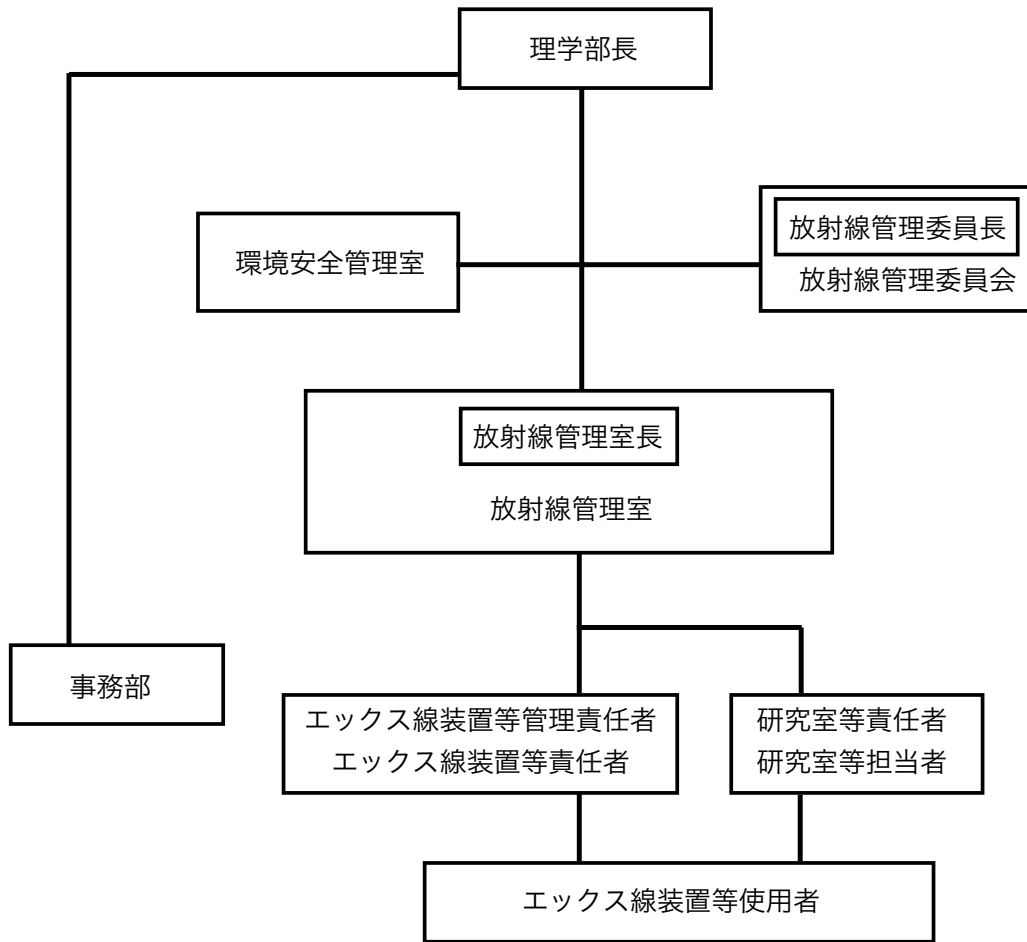 理学部長
環境安全管理室
放射線管理委員長
放射線管理委員会
放射線管理室長
放射線管理室
事務部
エックス線装置等管理責任者
エックス線装置等責任者
研究室等責任者
研究室等担当者
エックス線装置等使用者